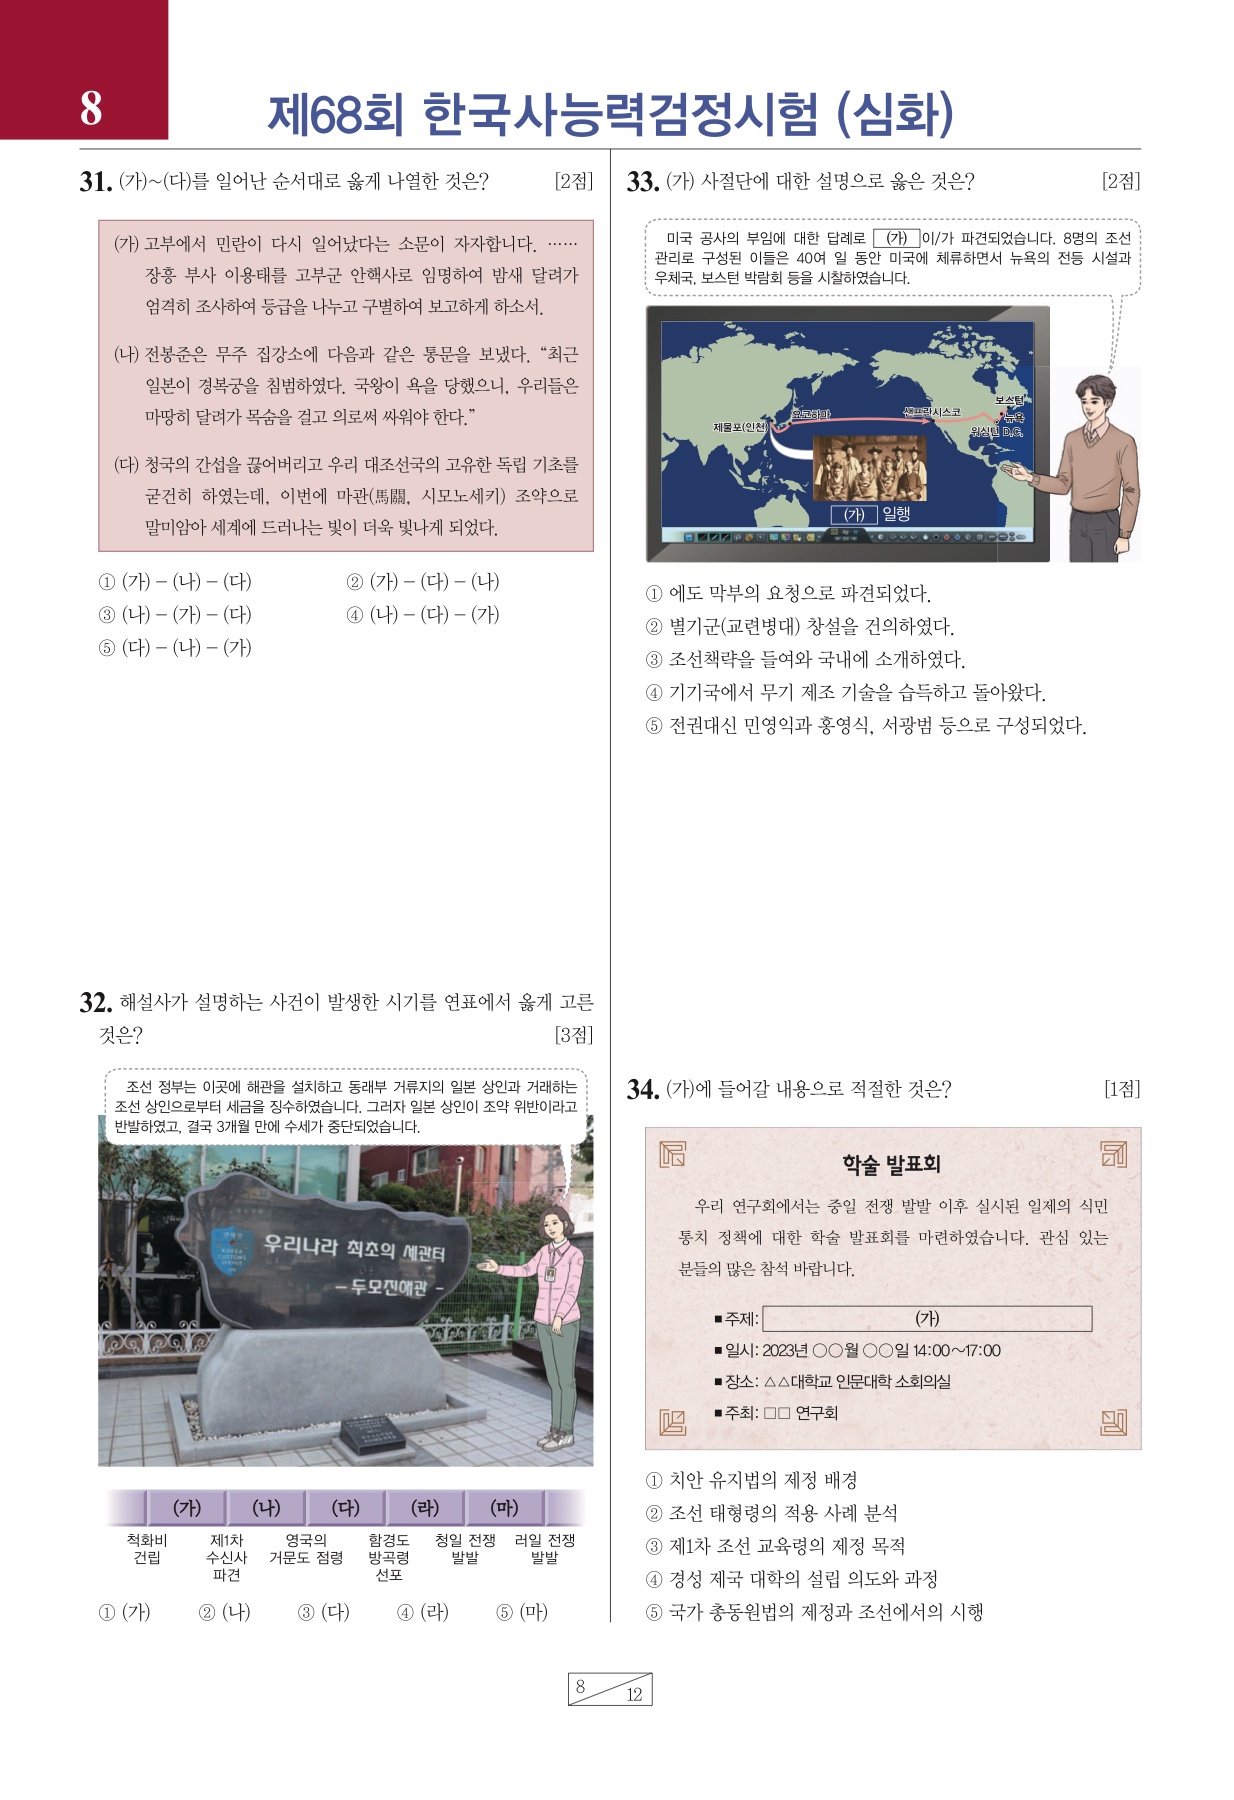 8
제68회 한국사능력검정시험 (심화)
31. (가)~(다)를 일어난 순서대로 옳게 나열한 것은? [2점]
(가) 고부에서 민란이 다시 일어났다는 소문이 자자합니다. ……
장흥 부사 이용태를 고부군 안핵사로 임명하여 밤새 달려가
엄격히 조사하여 등급을 나누고 구별하여 보고하게 하소서.
(나) 전봉준은 무주 집강소에 다음과 같은 통문을 보냈다. “최근
일본이 경복궁을 침범하였다. 국왕이 욕을 당했으니, 우리들은
마땅히 달려가 목숨을 걸고 의로써 싸워야 한다.”
(다) 청국의 간섭을 끊어버리고 우리 대조선국의 고유한 독립 기초를
굳건히 하였는데, 이번에 마관(馬關, 시모노세키) 조약으로
말미암아 세계에 드러나는 빛이 더욱 빛나게 되었다.
① (가) – (나) – (다) ② (가) – (다) – (나)
③ (나) – (가) – (다) ④ (나) – (다) – (가)
⑤ (다) – (나) – (가)
32. 해설사가 설명하는 사건이 발생한 시기를 연표에서 옳게 고른
것은? [3점]
조선 정부는 이곳에 해관을 설치하고 동래부 거류지의 일본 상인과 거래하는
조선 상인으로부터 세금을 징수하였습니다. 그러자 일본 상인이 조약 위반이라고
반발하였고, 결국 3개월 만에 수세가 중단되었습니다.
KOREA
CUSTOMS
SERVICE
우리나라 최초의 세관터
– 두모진해관 –
(가) (나) (다) (라) (마)
척화비 제1차 영국의 함경도 청일 전쟁 러일 전쟁
건립 수신사 거문도 점령 방곡령 발발 발발
파견 선포
① (가) ② (나) ③ (다) ④ (라) ⑤ (마)
33. (가) 사절단에 대한 설명으로 옳은 것은? [2점]
미국 공사의 부임에 대한 답례로 (가) 이/가 파견되었습니다. 8명의 조선
관리로 구성된 이들은 40여 일 동안 미국에 체류하면서 뉴욕의 전등 시설과
우체국, 보스턴 박람회 등을 시찰하였습니다.
보스턴
요코하마 샌프란시스코 뉴욕
제물포(인천) 워싱턴 D.C.
(가) 일행
① 에도 막부의 요청으로 파견되었다.
② 별기군(교련병대) 창설을 건의하였다.
③ 조선책략을 들여와 국내에 소개하였다.
④ 기기국에서 무기 제조 기술을 습득하고 돌아왔다.
⑤ 전권대신 민영익과 홍영식, 서광범 등으로 구성되었다.
34. (가)에 들어갈 내용으로 적절한 것은? [1점]
학술 발표회
우리 연구회에서는 중일 전쟁 발발 이후 실시된 일제의 식민
통치 정책에 대한 학술 발표회를 마련하였습니다. 관심 있는
분들의 많은 참석 바랍니다.
■ 주제: (가)
■ 일시: 2023년 ○○월 ○○일 14:00~17:00
■ 장소: △△대학교 인문대학 소회의실
■ 주최: □□ 연구회
① 치안 유지법의 제정 배경
② 조선 태형령의 적용 사례 분석
③ 제1차 조선 교육령의 제정 목적
④ 경성 제국 대학의 설립 의도와 과정
⑤ 국가 총동원법의 제정과 조선에서의 시행
8 12